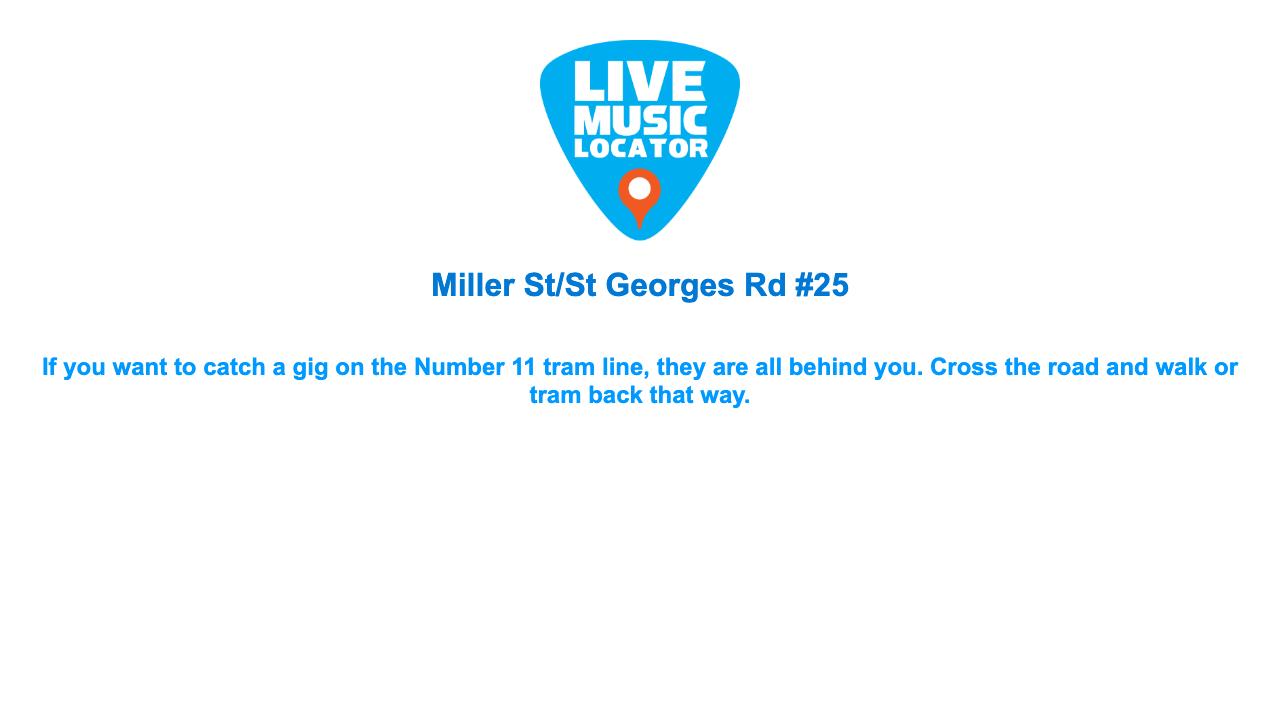 LIVE
MUSIC
LOCATOR
Miller St/St Georges Rd #25
If you want to catch a gig on the Number 11 tram line, they are all behind you. Cross the road and walk or
tram back that way.